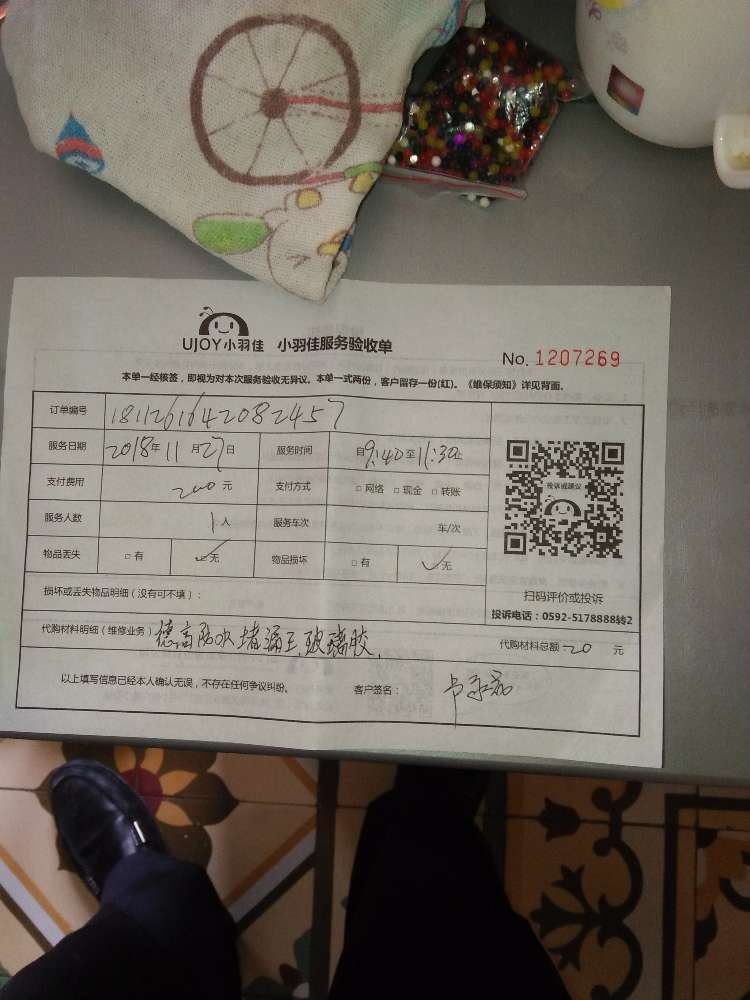 UJOY小羽佳 小羽佳服务验收单
No. 1207269
本单一经核签，即视为对本次服务验收无异议。本单一式两份，客户留存一份(红)。《维保须知》详见背面。
订单编号 1811261642082457
服务日期 2018年11月27日 服务时间 自9:40至11:30止
支付费用 200元 支付方式 □网络 □现金 □转账
服务人数 1人 服务车次 车/次
物品丢失 □有 ✓无 物品损坏 □有 ✓无
投诉或建议
扫码评价或投诉
投诉电话：0592-5178888转2
损坏或丢失物品明细（没有可不填）：
代购材料明细（维修业务） 德高防水堵漏王、玻璃胶、 代购材料总额 20 元
以上填写信息已经本人确认无误，不存在任何争议纠纷。 客户签名：